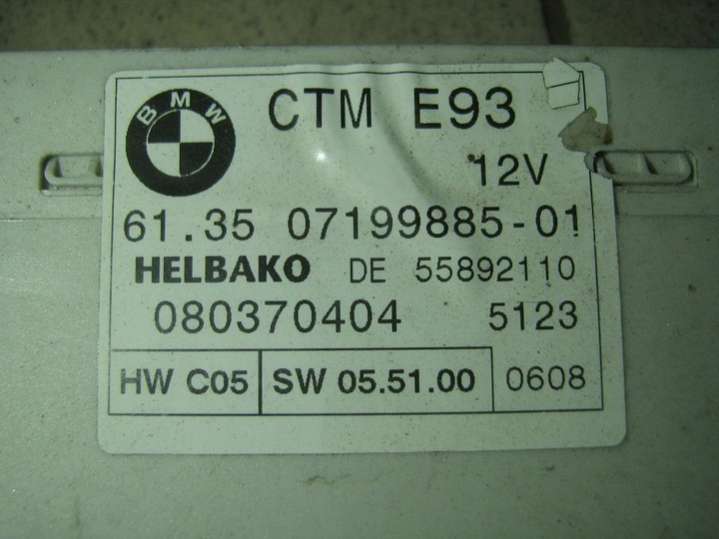 BMW CTM E93
12V
61.35 07199885-01
HELBAKO DE 55892110
080370404 5123
HW C05 SW 05.51.00 0608